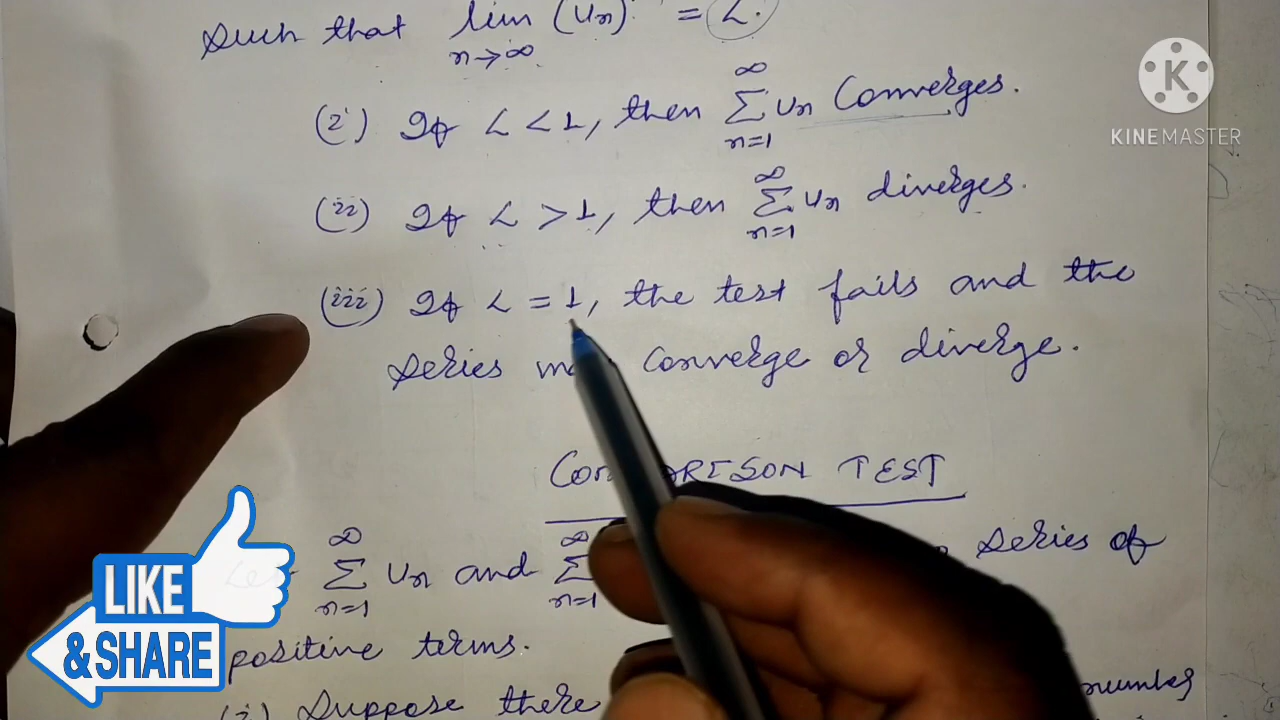 such that lim (un) = L.
n→∞
∞
(i) If L < 1, then Σ un Converges.
n=1
∞
(ii) If L > 1, then Σ un diverges.
n=1
(iii) If L = 1, the test fails and the
series converge or diverge.
TEST
∞ ∞
Σ un and Σ series of
n=1 n=1
positive terms.
(i) Suppose there number
KINEMASTER
LIKE
& SHARE